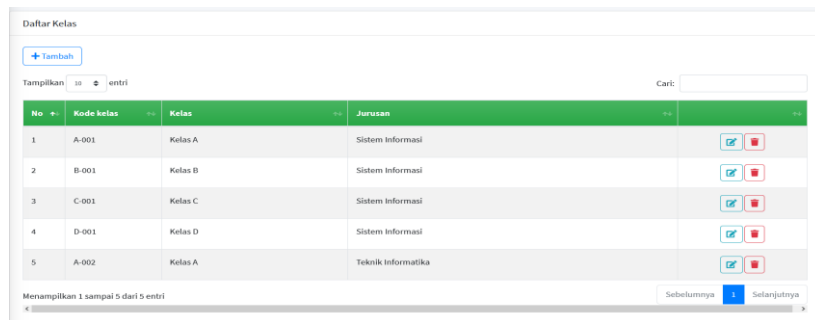 Daftar Kelas
Tambah
Tampilkan 10 entri Cari:
No Kode kelas Kelas Jurusan
1 A-001 Kelas A Sistem Informasi
2 B-001 Kelas B Sistem Informasi
3 C-001 Kelas C Sistem Informasi
4 D-001 Kelas D Sistem Informasi
5 A-002 Kelas A Teknik Informatika
Menampilkan 1 sampai 5 dari 5 entri Sebelumnya 1 Selanjutnya